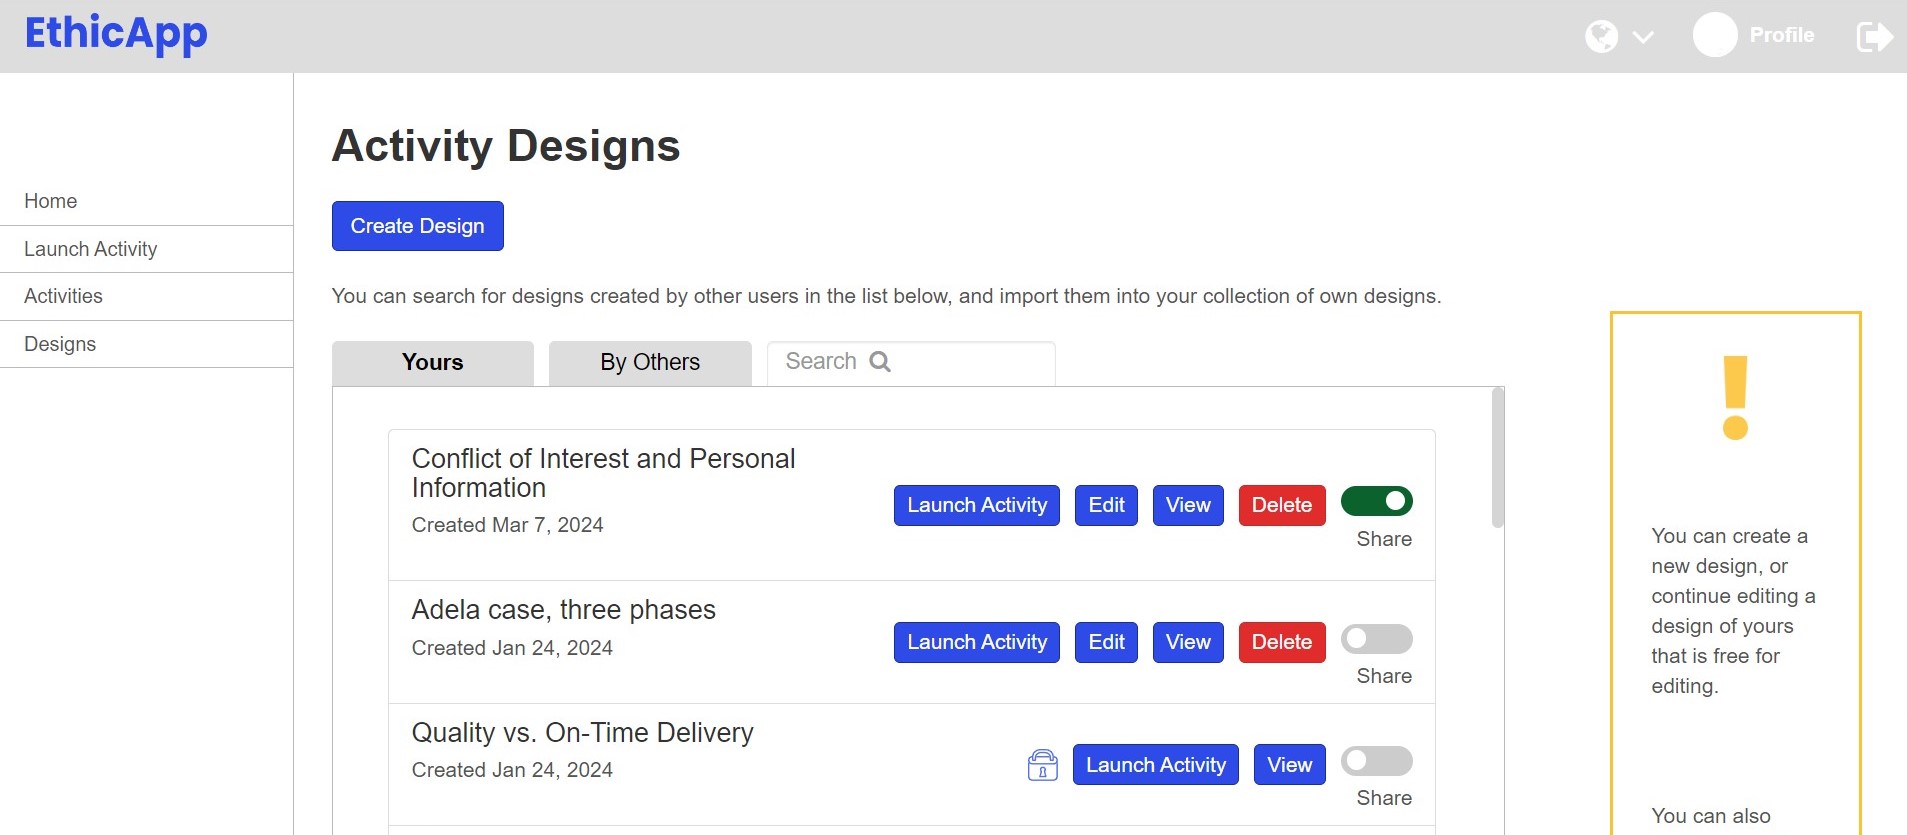 EthicApp
Profile
Home
Launch Activity
Activities
Designs
Activity Designs
Create Design
You can search for designs created by other users in the list below, and import them into your collection of own designs.
Yours
By Others
Search
Conflict of Interest and Personal
Information
Created Mar 7, 2024
Launch Activity
Edit
View
Delete
Share
Adela case, three phases
Created Jan 24, 2024
Launch Activity
Edit
View
Delete
Share
Quality vs. On-Time Delivery
Created Jan 24, 2024
Launch Activity
View
Share
!
You can create a
new design, or
continue editing a
design of yours
that is free for
editing.
You can also